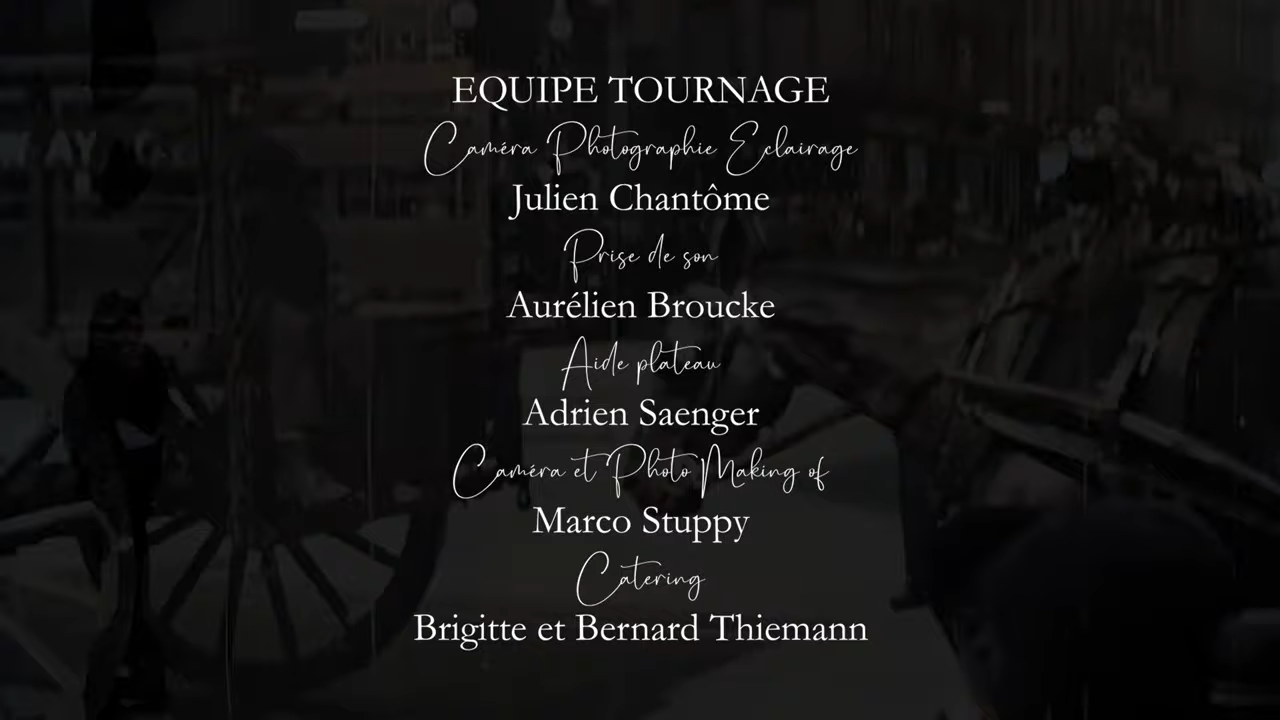 EQUIPE TOURNAGE
Caméra Photographie Eclairage
Julien Chantôme
Prise de son
Aurélien Broucke
Aide plateau
Adrien Saenger
Caméra et Photo Making of
Marco Stuppy
Catering
Brigitte et Bernard Thiemann